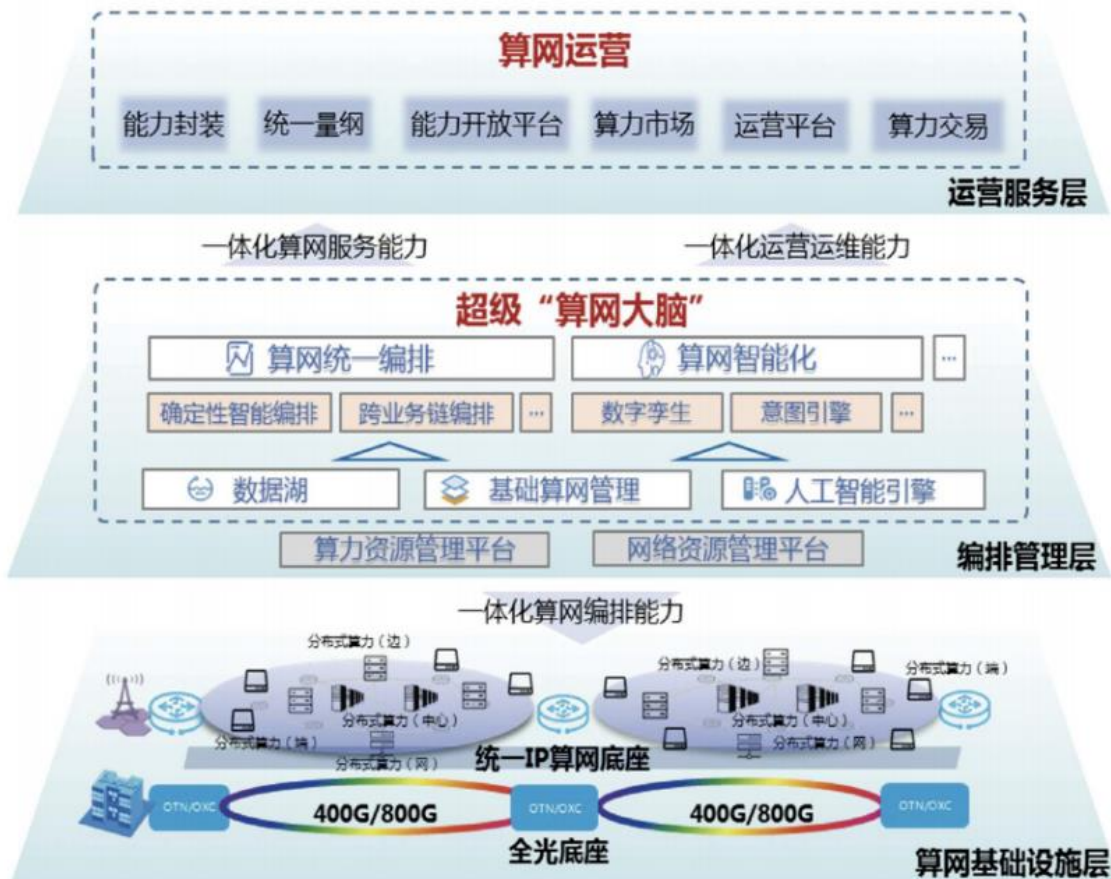 算网运营
能力封装 统一量纲 能力开放平台 算力市场 运营平台 算力交易
运营服务层
一体化算网服务能力 一体化运营运维能力
超级“算网大脑”
算网统一编排 算网智能化 ...
确定性智能编排 跨业务链编排 ... 数字孪生 意图引擎 ...
数据湖 基础算网管理 人工智能引擎
算力资源管理平台 网络资源管理平台
编排管理层
一体化算网编排能力
分布式算力（边） 分布式算力（边） 分布式算力（端）
分布式算力（中心） 分布式算力（中心）
分布式算力（端） 分布式算力（网）
分布式算力（网） 统一IP算网底座
OTN/OXC 400G/800G OTN/OXC 400G/800G OTN/OXC
全光底座
算网基础设施层